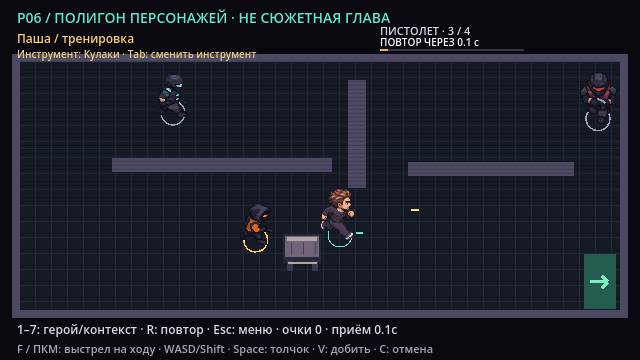 P06 / ПОЛИГОН ПЕРСОНАЖЕЙ · НЕ СЮЖЕТНАЯ ГЛАВА
Паша / тренировка
Инструмент: Кулаки · Tab: сменить инструмент
ПИСТОЛЕТ · 3 / 4
ПОВТОР ЧЕРЕЗ 0.1 с
1–7: герой/контекст · R: повтор · Esc: меню · очки 0 · приём 0.1с
F / ПКМ: выстрел на ходу · WASD/Shift · Space: толчок · V: добить · C: отмена